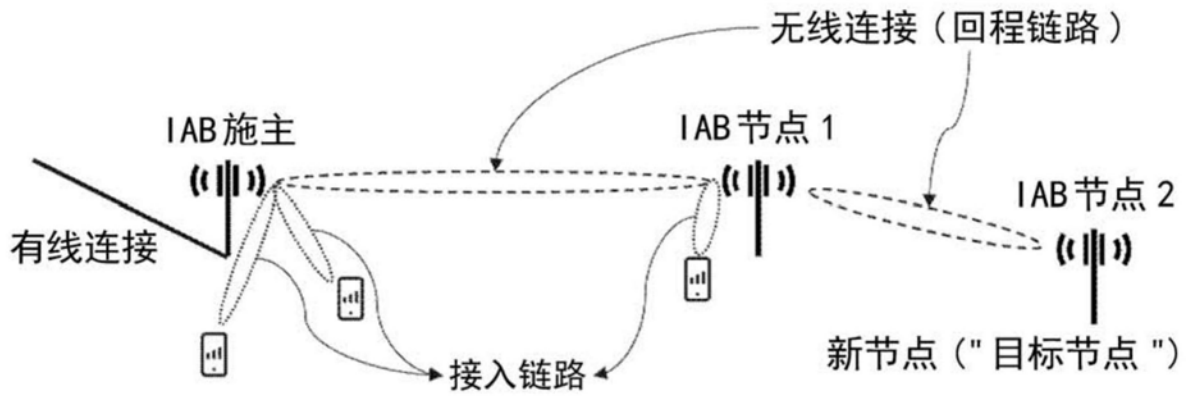 无线连接(回程链路)
IAB施主
IAB节点1
IAB节点2
有线连接
新节点("目标节点")
接入链路